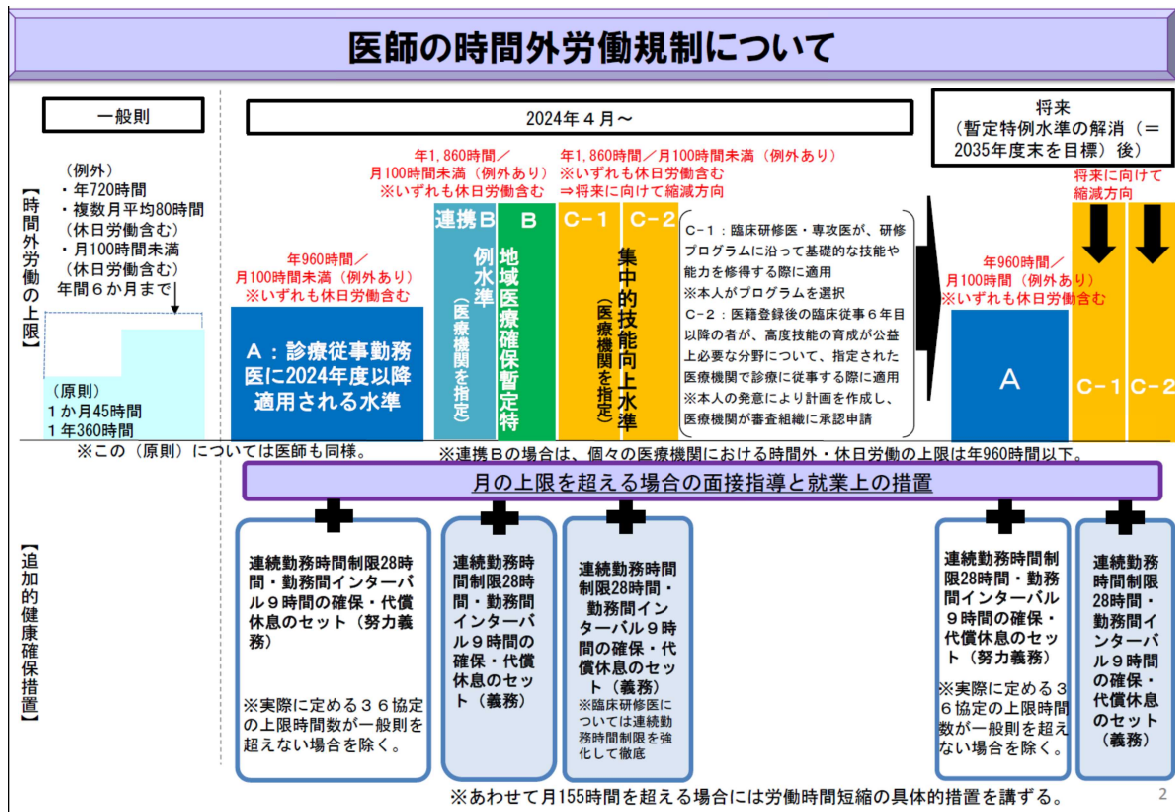 医師の時間外労働規制について
一般則
2024年4月~
将来
(暫定特例水準の解消(=
2035年度末を目標)後)
【時間外労働の上限】
(例外)
・年720時間
・複数月平均80時間
(休日労働含む)
・月100時間未満
(休日労働含む)
年間6か月まで
(原則)
1か月45時間
1年360時間
年960時間/
月100時間未満(例外あり)
※いずれも休日労働含む
A:診療従事勤務
医に2024年度以降
適用される水準
年1,860時間/
月100時間未満(例外あり)
※いずれも休日労働含む
連携B
B
地域医療確保暫定特
例水準
(医療機関を指定)
年1,860時間/月100時間未満(例外あり)
※いずれも休日労働含む
⇒将来に向けて縮減方向
C-1
C-2
集中的技能向上水準
(医療機関を指定)
C-1:臨床研修医・専攻医が、研修
プログラムに沿って基礎的な技能や
能力を修得する際に適用
※本人がプログラムを選択
C-2:医籍登録後の臨床従事6年目
以降の者が、高度技能の育成が公益
上必要な分野について、指定された
医療機関で診療に従事する際に適用
※本人の発意により計画を作成し、
医療機関が審査組織に承認申請
年960時間/
月100時間(例外あり)
※いずれも休日労働含む
A
将来に向けて
縮減方向
C-1
C-2
※この(原則)については医師も同様。
※連携Bの場合は、個々の医療機関における時間外・休日労働の上限は年960時間以下。
月の上限を超える場合の面接指導と就業上の措置
【追加的健康確保措置】
連続勤務時間制限28時
間・勤務間インターバ
ル9時間の確保・代償
休息のセット(努力義
務)
※実際に定める36協定
の上限時間数が一般則を
超えない場合を除く。
連続勤務時
間制限28時
間・勤務間
インターバ
ル9時間の
確保・代償
休息のセッ
ト(義務)
連続勤務時間
制限28時間・
勤務間イン
ターバル9時
間の確保・代
償休息のセッ
ト(義務)
※臨床研修医に
ついては連続勤
務時間制限を強
化して徹底
連続勤務時間制
限28時間・勤務
間インターバル
9時間の確保・
代償休息のセッ
ト(努力義務)
※実際に定める3
6協定の上限時間
数が一般則を超え
ない場合を除く。
連続勤務
時間制限
28時間・
勤務間イ
ンターバ
ル9時間
の確保・
代償休息
のセット
(義務)
※あわせて月155時間を超える場合には労働時間短縮の具体的措置を講ずる。
2